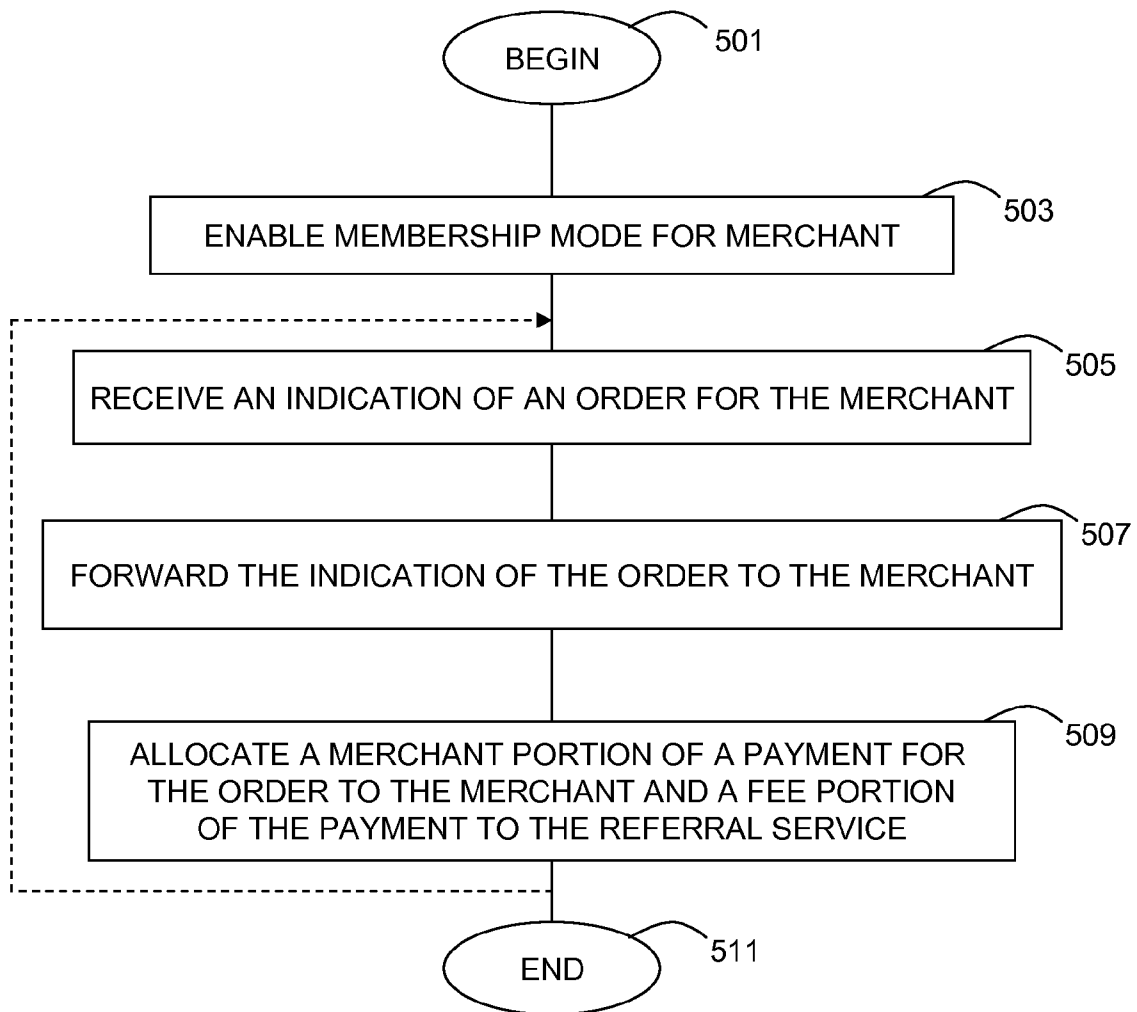 BEGIN
501
503
ENABLE MEMBERSHIP MODE FOR MERCHANT
505
RECEIVE AN INDICATION OF AN ORDER FOR THE MERCHANT
507
FORWARD THE INDICATION OF THE ORDER TO THE MERCHANT
509
ALLOCATE A MERCHANT PORTION OF A PAYMENT FOR
THE ORDER TO THE MERCHANT AND A FEE PORTION
OF THE PAYMENT TO THE REFERRAL SERVICE
511
END